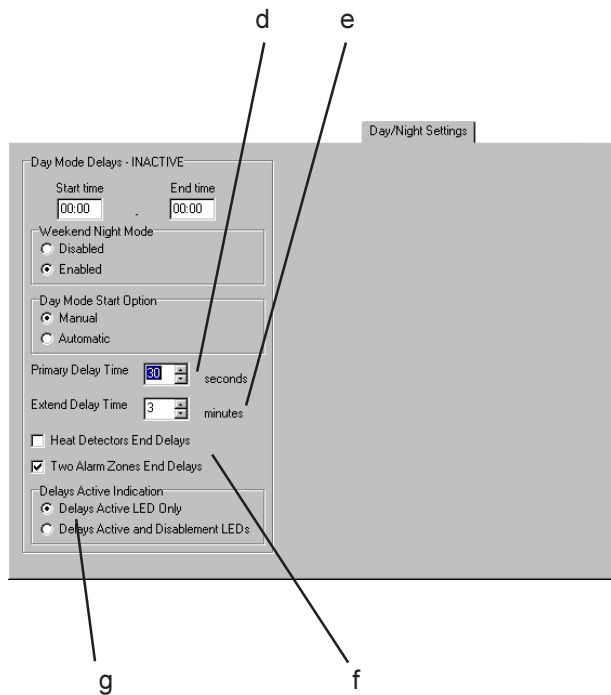 d e
Day/Night Settings
Day Mode Delays - INACTIVE
Start time End time
00:00 - 00:00
Weekend Night Mode
Disabled
Enabled
Day Mode Start Option
Manual
Automatic
Primary Delay Time 30 seconds
Extend Delay Time 3 minutes
Heat Detectors End Delays
Two Alarm Zones End Delays
Delays Active Indication
Delays Active LED Only
Delays Active and Disablement LEDs
g f